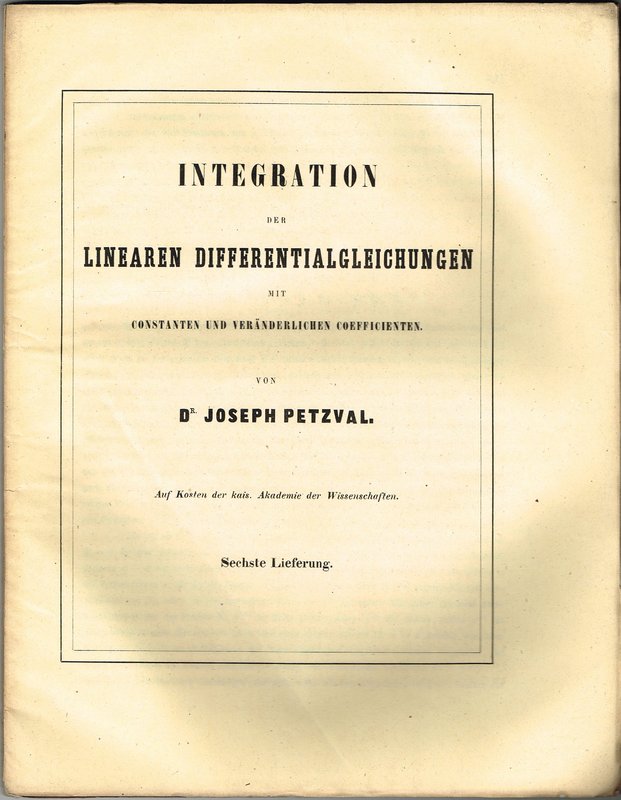 INTEGRATION
DER
LINEAREN DIFFERENTIALGLEICHUNGEN
MIT
CONSTANTEN UND VERÄNDERLICHEN COEFFICIENTEN.
VON
DR. JOSEPH PETZVAL.
Auf Kosten der kais. Akademie der Wissenschaften.
Sechste Lieferung.